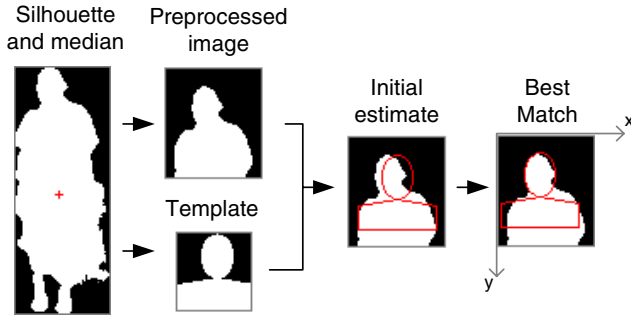 Silhouette
and median
Preprocessed
image
Template
Initial
estimate
Best
Match
x
y